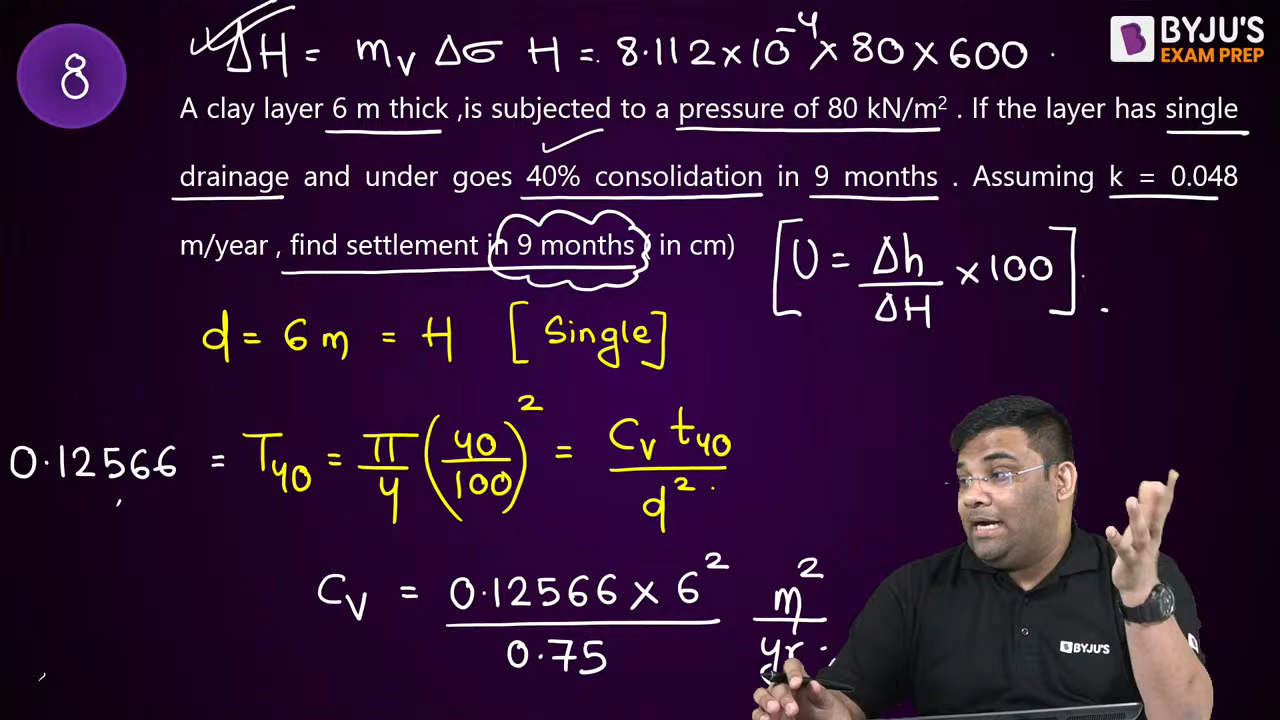 8
ΔH = mv Δσ H = 8.112×10⁻⁴×80×600
BYJU'S
EXAM PREP
A clay layer 6 m thick ,is subjected to a pressure of 80 kN/m² . If the layer has single
drainage and under goes 40% consolidation in 9 months . Assuming k = 0.048
m/year , find settlement in 9 months ( in cm)
[U = Δh/ΔH × 100]
d = 6 m = H [Single]
0.12566 = T40 = π/4 (40/100)² = Cv t40/d²
Cv = 0.12566 × 6²/0.75 m²/yr.
BYJU'S